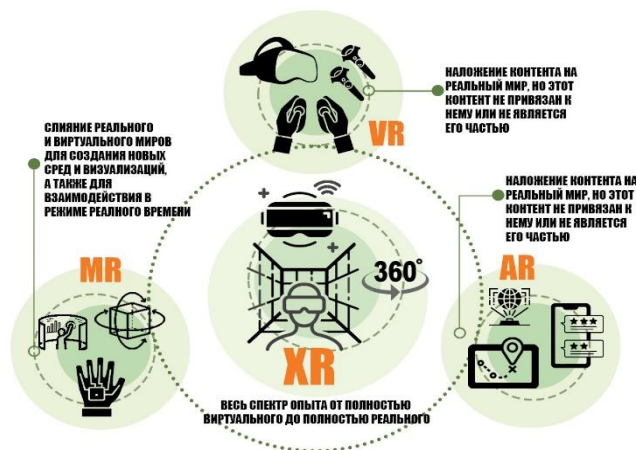 НАЛОЖЕНИЕ КОНТЕНТА НА
РЕАЛЬНЫЙ МИР, НО ЭТОТ
КОНТЕНТ НЕ ПРИВЯЗАН К
НЕМУ ИЛИ НЕ ЯВЛЯЕТСЯ
ЕГО ЧАСТЬЮ
VR
СЛИЯНИЕ РЕАЛЬНОГО
И ВИРТУАЛЬНОГО МИРОВ
ДЛЯ СОЗДАНИЯ НОВЫХ
СРЕД И ВИЗУАЛИЗАЦИЙ,
А ТАКЖЕ ДЛЯ
ВЗАИМОДЕЙСТВИЯ В
РЕЖИМЕ РЕАЛНОГО ВРЕМЕНИ
MR
НАЛОЖЕНИЕ КОНТЕНТА НА
РЕАЛЬНЫЙ МИР, НО ЭТОТ
КОНТЕНТ НЕ ПРИВЯЗАН К
НЕМУ ИЛИ НЕ ЯВЛЯЕТСЯ
ЕГО ЧАСТЬЮ
AR
360°
XR
ВЕСЬ СПЕКТР ОПЫТА ОТ ПОЛНОСТЬЮ
ВИРТУАЛЬНОГО ДО ПОЛНОСТЬЮ РЕАЛЬНОГО